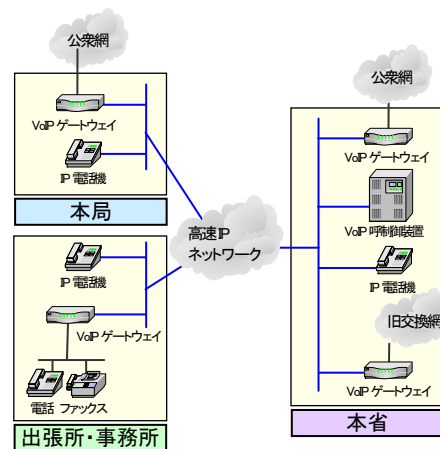 公衆網
VoIP ゲートウェイ
IP 電話機
本局
IP 電話機
VoIP ゲートウェイ
電話 ファックス
出張所・事務所
高速IP
ネットワーク
公衆網
VoIP ゲートウェイ
VoIP 呼制御装置
IP 電話機
旧交換網
VoIP ゲートウェイ
本省